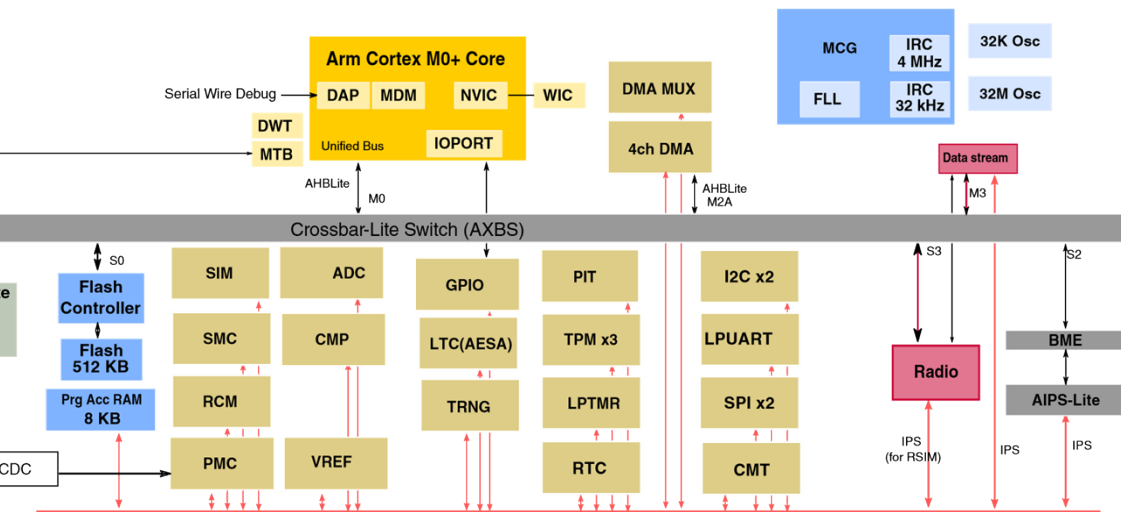 MCG
IRC
4 MHz
32K Osc
Arm Cortex M0+ Core
DMA MUX
Serial Wire Debug
DAP
MDM
NVIC
WIC
FLL
IRC
32 kHz
32M Osc
DWT
MTB
Unified Bus
IOPORT
4ch DMA
Data stream
AHBLite
M0
AHBLite
M2A
M3
Crossbar-Lite Switch (AXBS)
S0
S3
S2
SIM
ADC
GPIO
PIT
I2C x2
Flash
Controller
SMC
CMP
LTC(AESA)
TPM x3
LPUART
BME
Flash
512 KB
Radio
Prg Acc RAM
8 KB
RCM
TRNG
LPTMR
SPI x2
AIPS-Lite
CDC
PMC
VREF
RTC
CMT
IPS
(for RSIM)
IPS
IPS